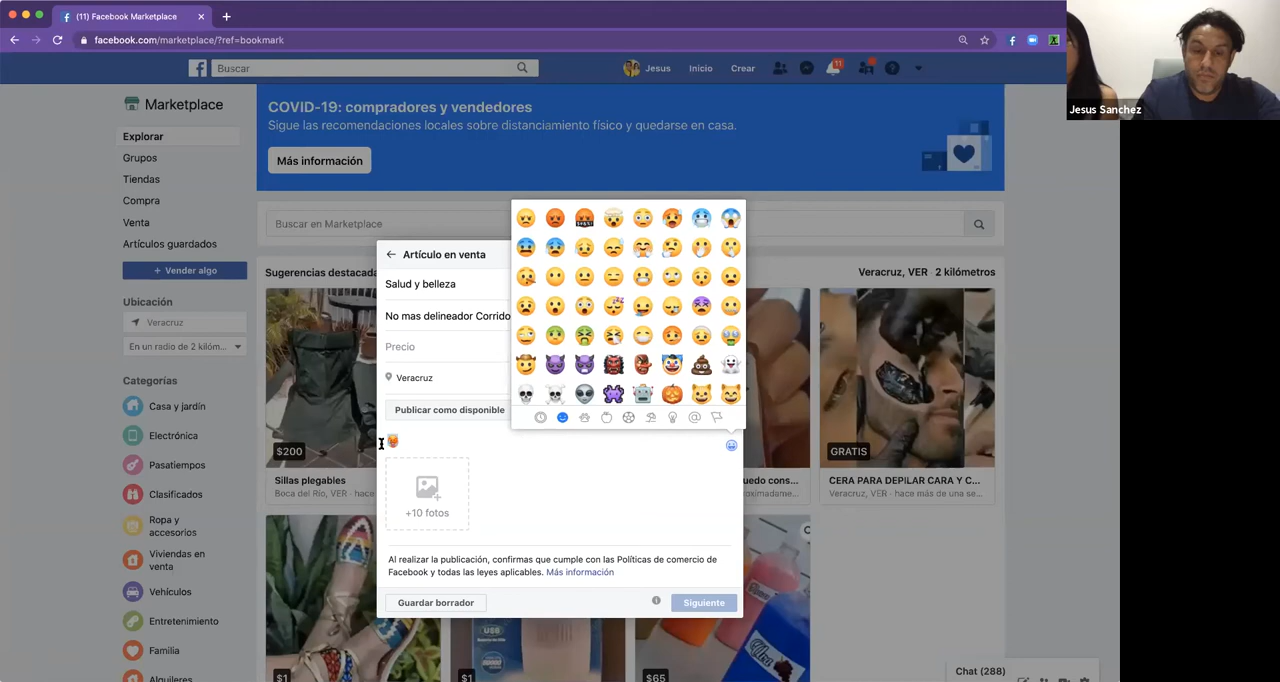 (11) Facebook Marketplace
facebook.com/marketplace/?ref=bookmark
Jesus Sanchez
Buscar
Jesus
Inicio
Crear
11
Marketplace
Explorar
Grupos
Tiendas
Compra
Venta
Artículos guardados
+ Vender algo
Ubicación
Veracruz
En un radio de 2 kilóm...
Categorías
Casa y jardín
Electrónica
Pasatiempos
Clasificados
Ropa y
accesorios
Viviendas en
venta
Vehículos
Entretenimiento
Familia
Alquileres
COVID-19: compradores y vendedores
Sigue las recomendaciones locales sobre distanciamiento físico y quedarse en casa.
Más información
Buscar en Marketplace
Sugerencias destacada
Veracruz, VER · 2 kilómetros
Artículo en venta
Salud y belleza
No mas delineador Corrido
Precio
Veracruz
Publicar como disponible
+10 fotos
Al realizar la publicación, confirmas que cumple con las Políticas de comercio de
Facebook y todas las leyes aplicables. Más información
Guardar borrador
Siguiente
$200
Sillas plegables
Boca del Río, VER · hace
uedo cons...
oximadame...
GRATIS
CERA PARA DEPILAR CARA Y C...
Veracruz, VER · hace más de una se...
$1
$1
USB
$65
Chat (288)